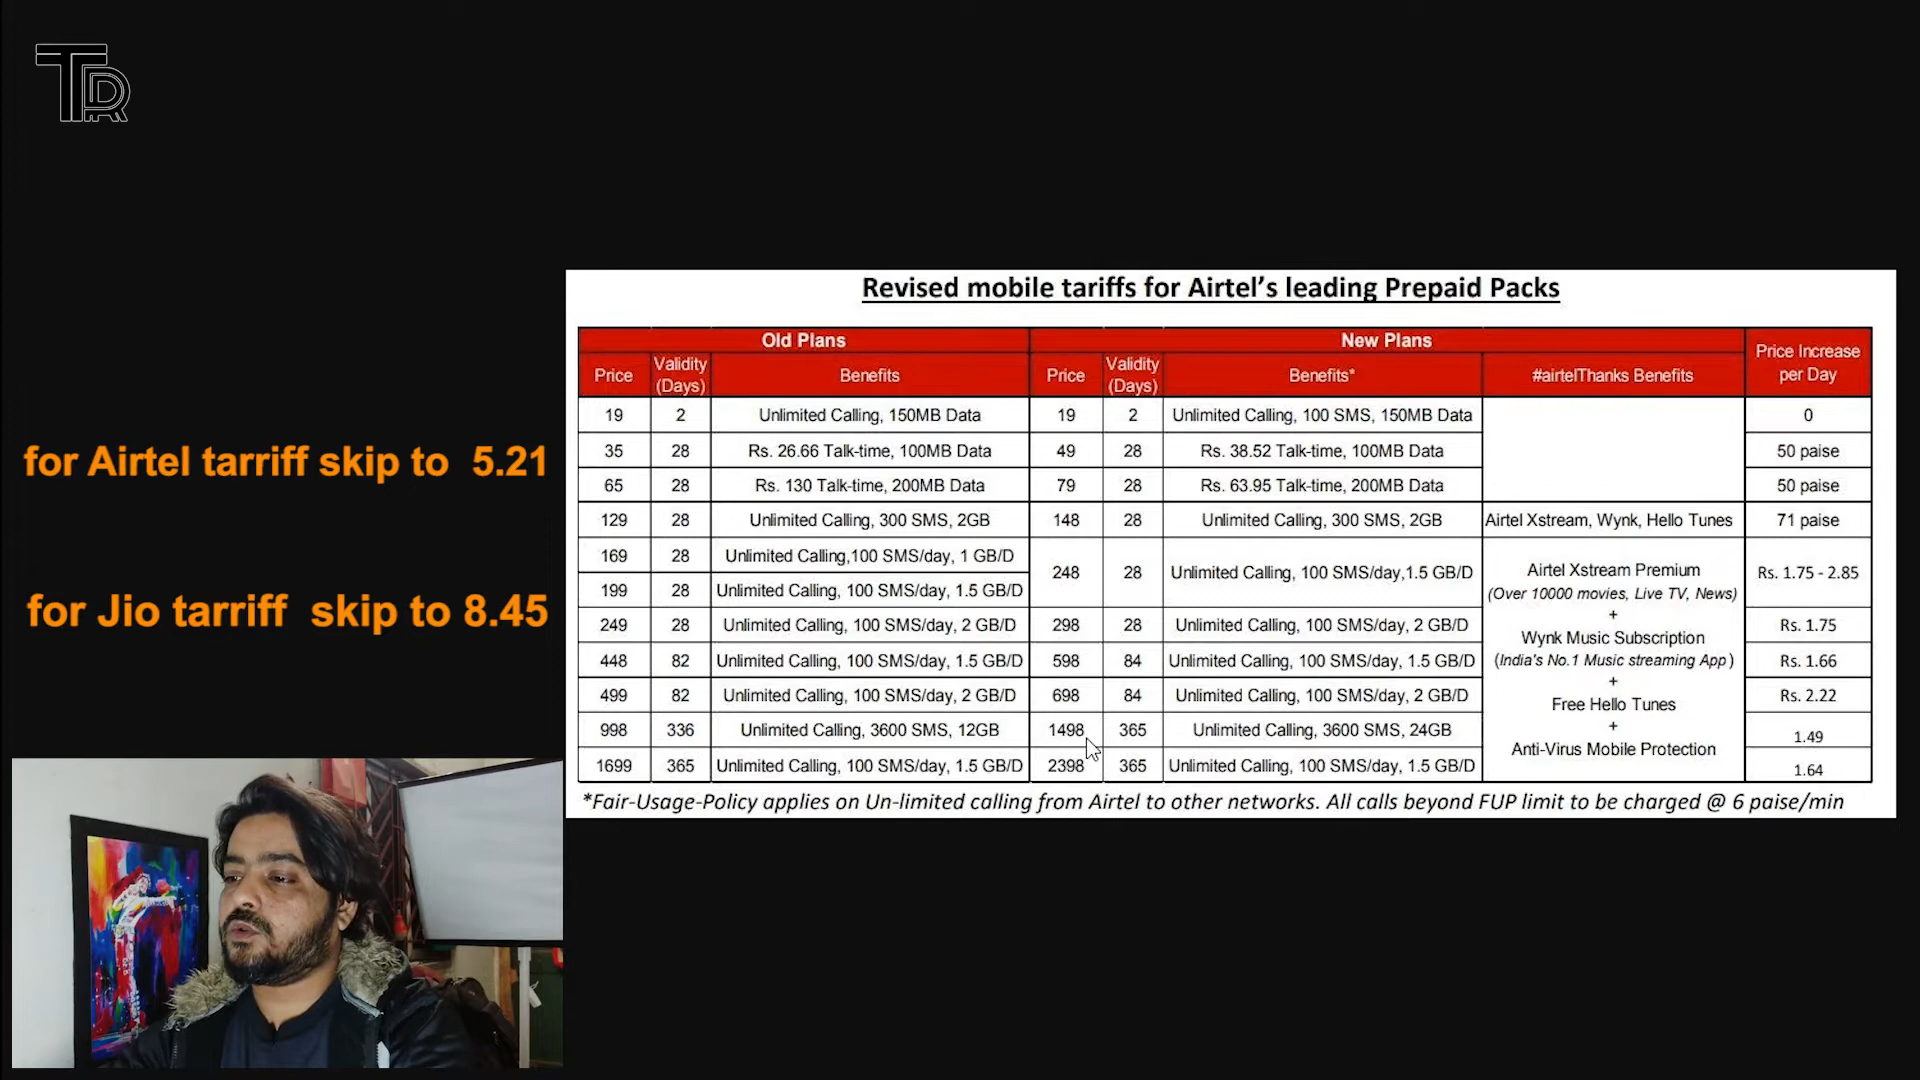 TDR
for Airtel tarriff skip to 5.21
for Jio tarriff skip to 8.45
Revised mobile tariffs for Airtel's leading Prepaid Packs
Old Plans New Plans Price Increase per Day
Price Validity (Days) Benefits Price Validity (Days) Benefits* #airtelThanks Benefits
19 2 Unlimited Calling, 150MB Data 19 2 Unlimited Calling, 100 SMS, 150MB Data 0
35 28 Rs. 26.66 Talk-time, 100MB Data 49 28 Rs. 38.52 Talk-time, 100MB Data 50 paise
65 28 Rs. 130 Talk-time, 200MB Data 79 28 Rs. 63.95 Talk-time, 200MB Data 50 paise
129 28 Unlimited Calling, 300 SMS, 2GB 148 28 Unlimited Calling, 300 SMS, 2GB Airtel Xstream, Wynk, Hello Tunes 71 paise
169 28 Unlimited Calling,100 SMS/day, 1 GB/D
248 28 Unlimited Calling, 100 SMS/day,1.5 GB/D Rs. 1.75 - 2.85
199 28 Unlimited Calling, 100 SMS/day, 1.5 GB/D
249 28 Unlimited Calling, 100 SMS/day, 2 GB/D 298 28 Unlimited Calling, 100 SMS/day, 2 GB/D Rs. 1.75
448 82 Unlimited Calling, 100 SMS/day, 1.5 GB/D 598 84 Unlimited Calling, 100 SMS/day, 1.5 GB/D Rs. 1.66
499 82 Unlimited Calling, 100 SMS/day, 2 GB/D 698 84 Unlimited Calling, 100 SMS/day, 2 GB/D Rs. 2.22
998 336 Unlimited Calling, 3600 SMS, 12GB 1498 365 Unlimited Calling, 3600 SMS, 24GB 1.49
1699 365 Unlimited Calling, 100 SMS/day, 1.5 GB/D 2398 365 Unlimited Calling, 100 SMS/day, 1.5 GB/D 1.64
Airtel Xstream Premium
(Over 10000 movies, Live TV, News)
+
Wynk Music Subscription
(India's No.1 Music streaming App)
+
Free Hello Tunes
+
Anti-Virus Mobile Protection
*Fair-Usage-Policy applies on Un-limited calling from Airtel to other networks. All calls beyond FUP limit to be charged @ 6 paise/min